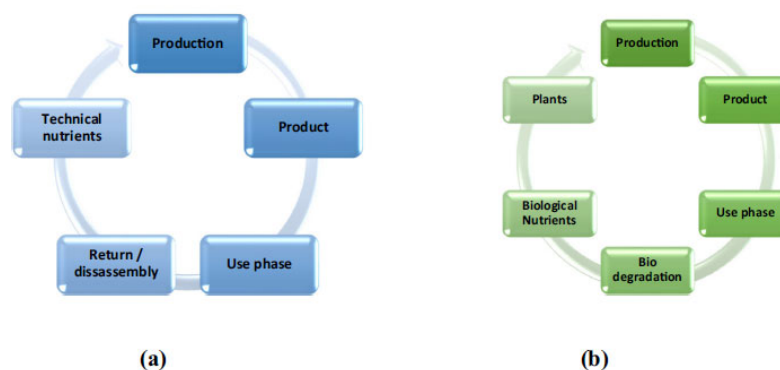 Production
Technical
nutrients
Product
Return /
dissassembly
Use phase
(a)
Production
Plants
Product
Biological
Nutrients
Use phase
Bio
degradation
(b)